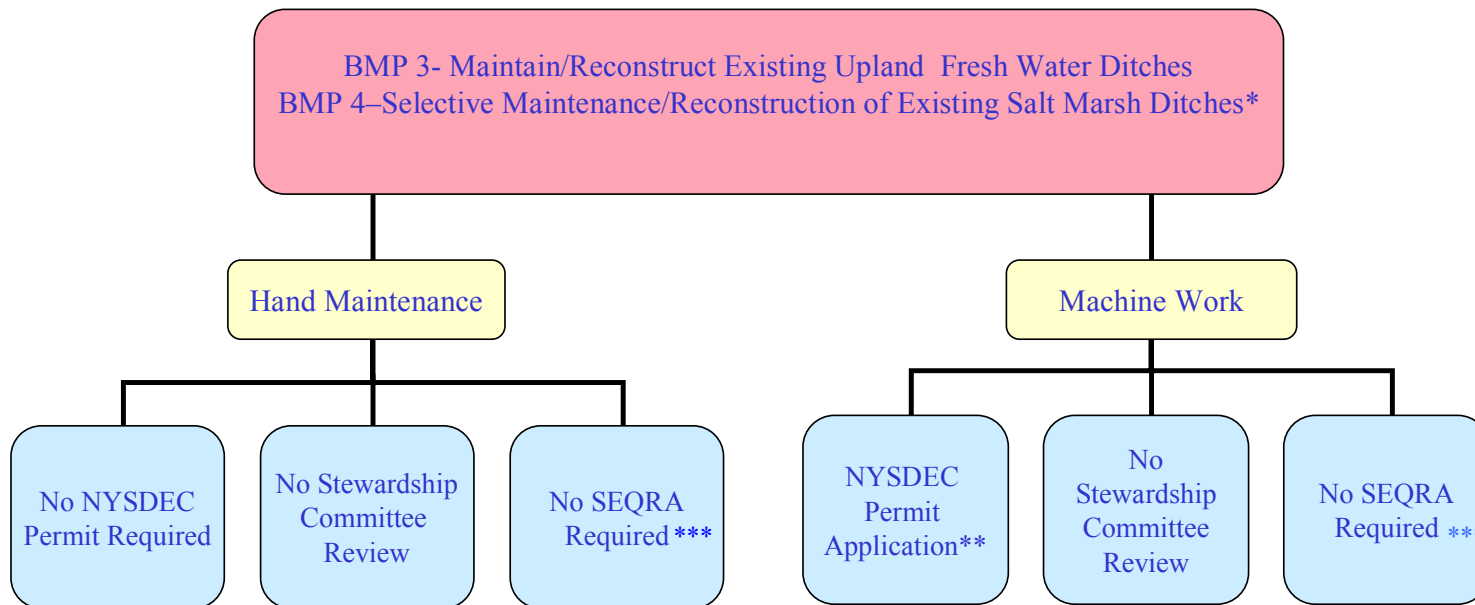 BMP 3- Maintain/Reconstruct Existing Upland Fresh Water Ditches
BMP 4–Selective Maintenance/Reconstruction of Existing Salt Marsh Ditches*
Hand Maintenance
Machine Work
No NYSDEC
Permit Required
No Stewardship
Committee
Review
No SEQRA
Required ***
NYSDEC
Permit
Application**
No
Stewardship
Committee
Review
No SEQRA
Required **